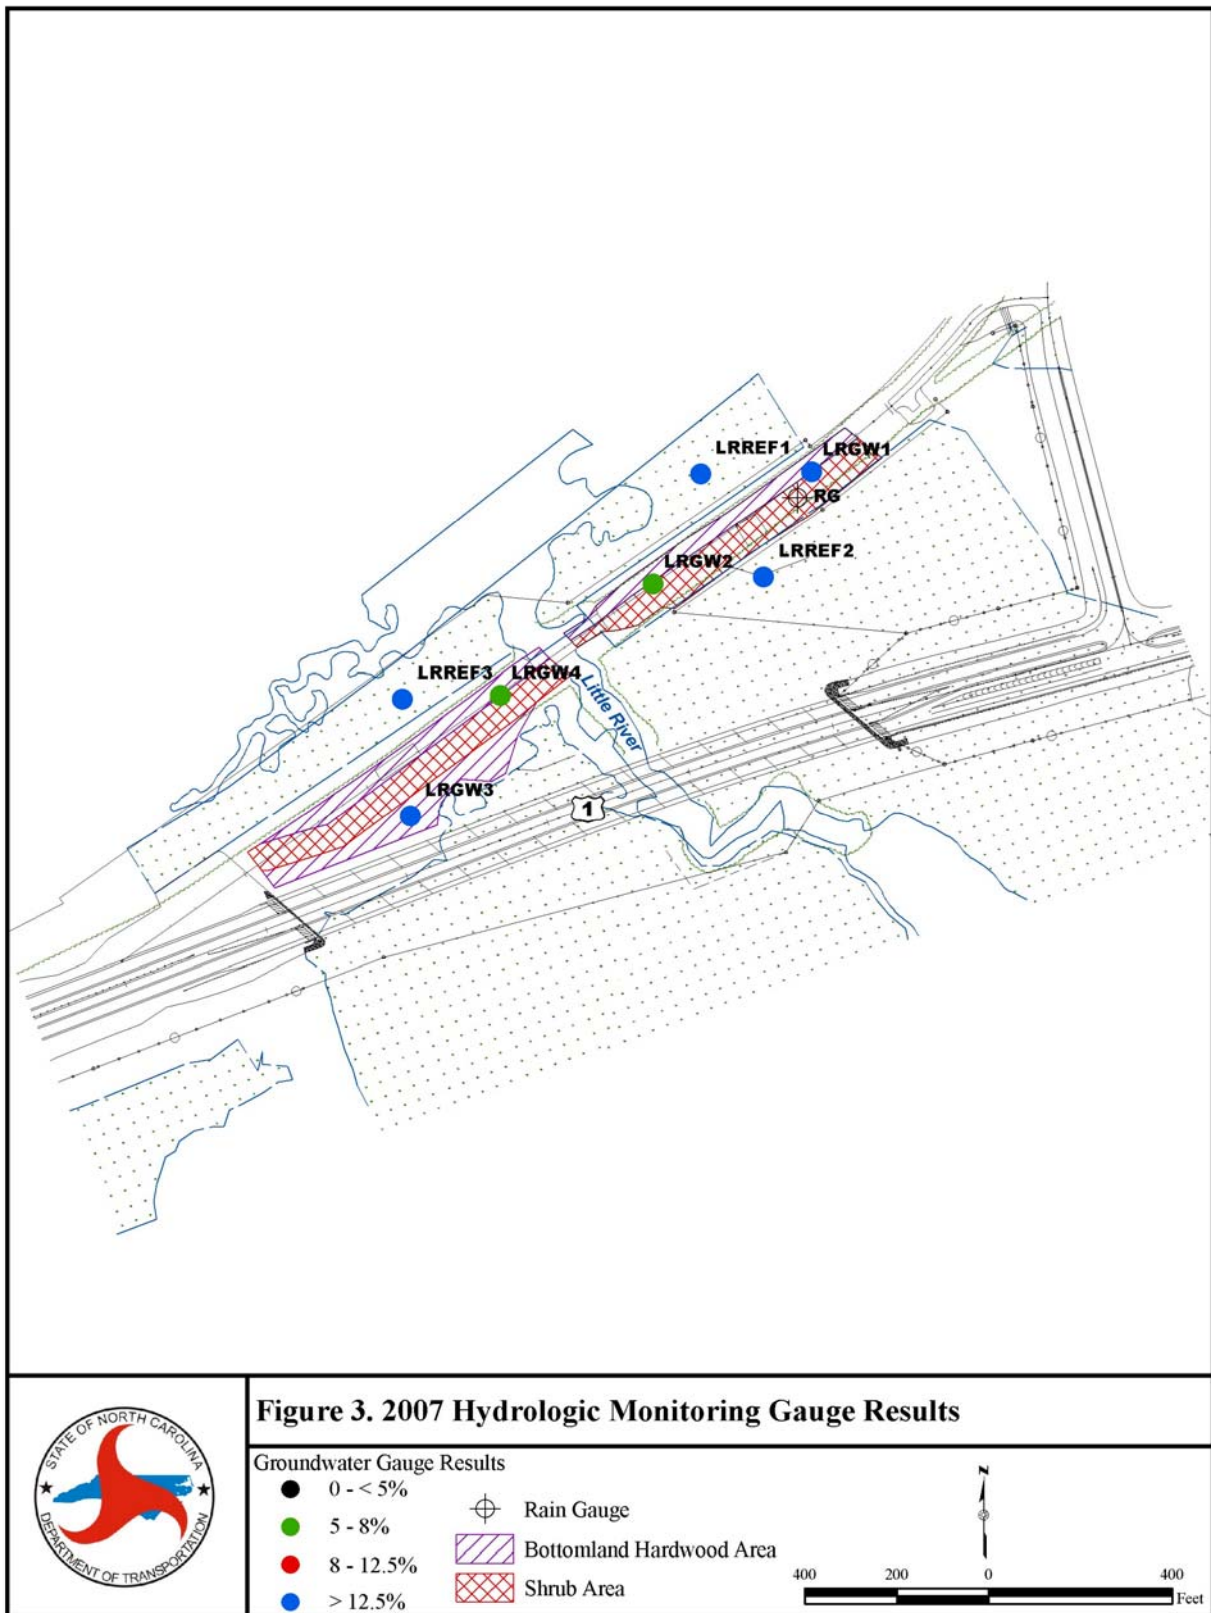 LRREF1
LRGW1
RG
LRREF2
LRGW2
LRREF3
LRGW4
Little River
LRGW3
1
STATE OF NORTH CAROLINA
DEPARTMENT OF TRANSPORTATION
Figure 3. 2007 Hydrologic Monitoring Gauge Results
Groundwater Gauge Results
0 - < 5%
5 - 8%
8 - 12.5%
> 12.5%
Rain Gauge
Bottomland Hardwood Area
Shrub Area
N
400 200 0 400
Feet